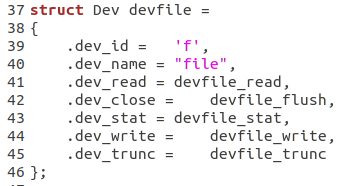 37 struct Dev devfile =
38 {
39     .dev_id =   'f',
40     .dev_name = "file",
41     .dev_read = devfile_read,
42     .dev_close =    devfile_flush,
43     .dev_stat = devfile_stat,
44     .dev_write =    devfile_write,
45     .dev_trunc =    devfile_trunc
46 };